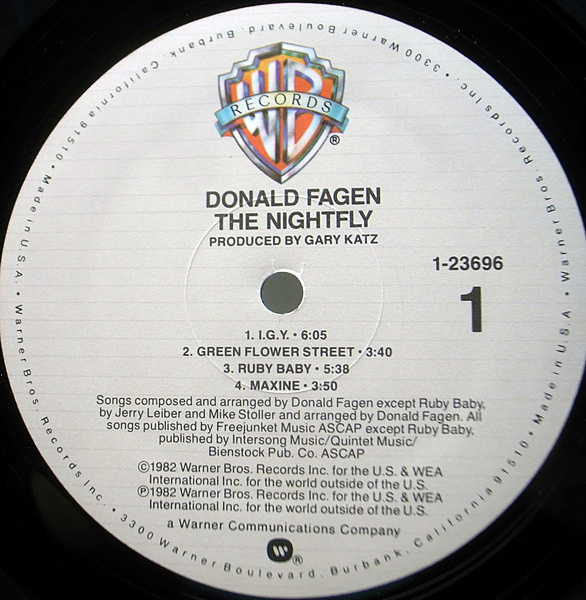 WB
RECORDS
®
DONALD FAGEN
THE NIGHTFLY
PRODUCED BY GARY KATZ
1-23696
1
1. I.G.Y. • 6:05
2. GREEN FLOWER STREET • 3:40
3. RUBY BABY • 5:38
4. MAXINE • 3:50
Songs composed and arranged by Donald Fagen except Ruby Baby,
by Jerry Leiber and Mike Stoller and arranged by Donald Fagen. All
songs published by Freejunket Music ASCAP except Ruby Baby,
published by Intersong Music/Quintet Music/
Bienstock Pub. Co. ASCAP
©1982 Warner Bros. Records Inc. for the U.S. & WEA
International Inc. for the world outside of the U.S.
℗1982 Warner Bros. Records Inc. for the U.S. & WEA
International Inc. for the world outside of the U.S.
a Warner Communications Company
®
Warner Bros. Records Inc. • 3300 Warner Boulevard, Burbank, California 91510 • Made in U.S.A. • Warner Bros. Records Inc. • 3300 Warner Boulevard, Burbank, California 91510 • Made in U.S.A. •